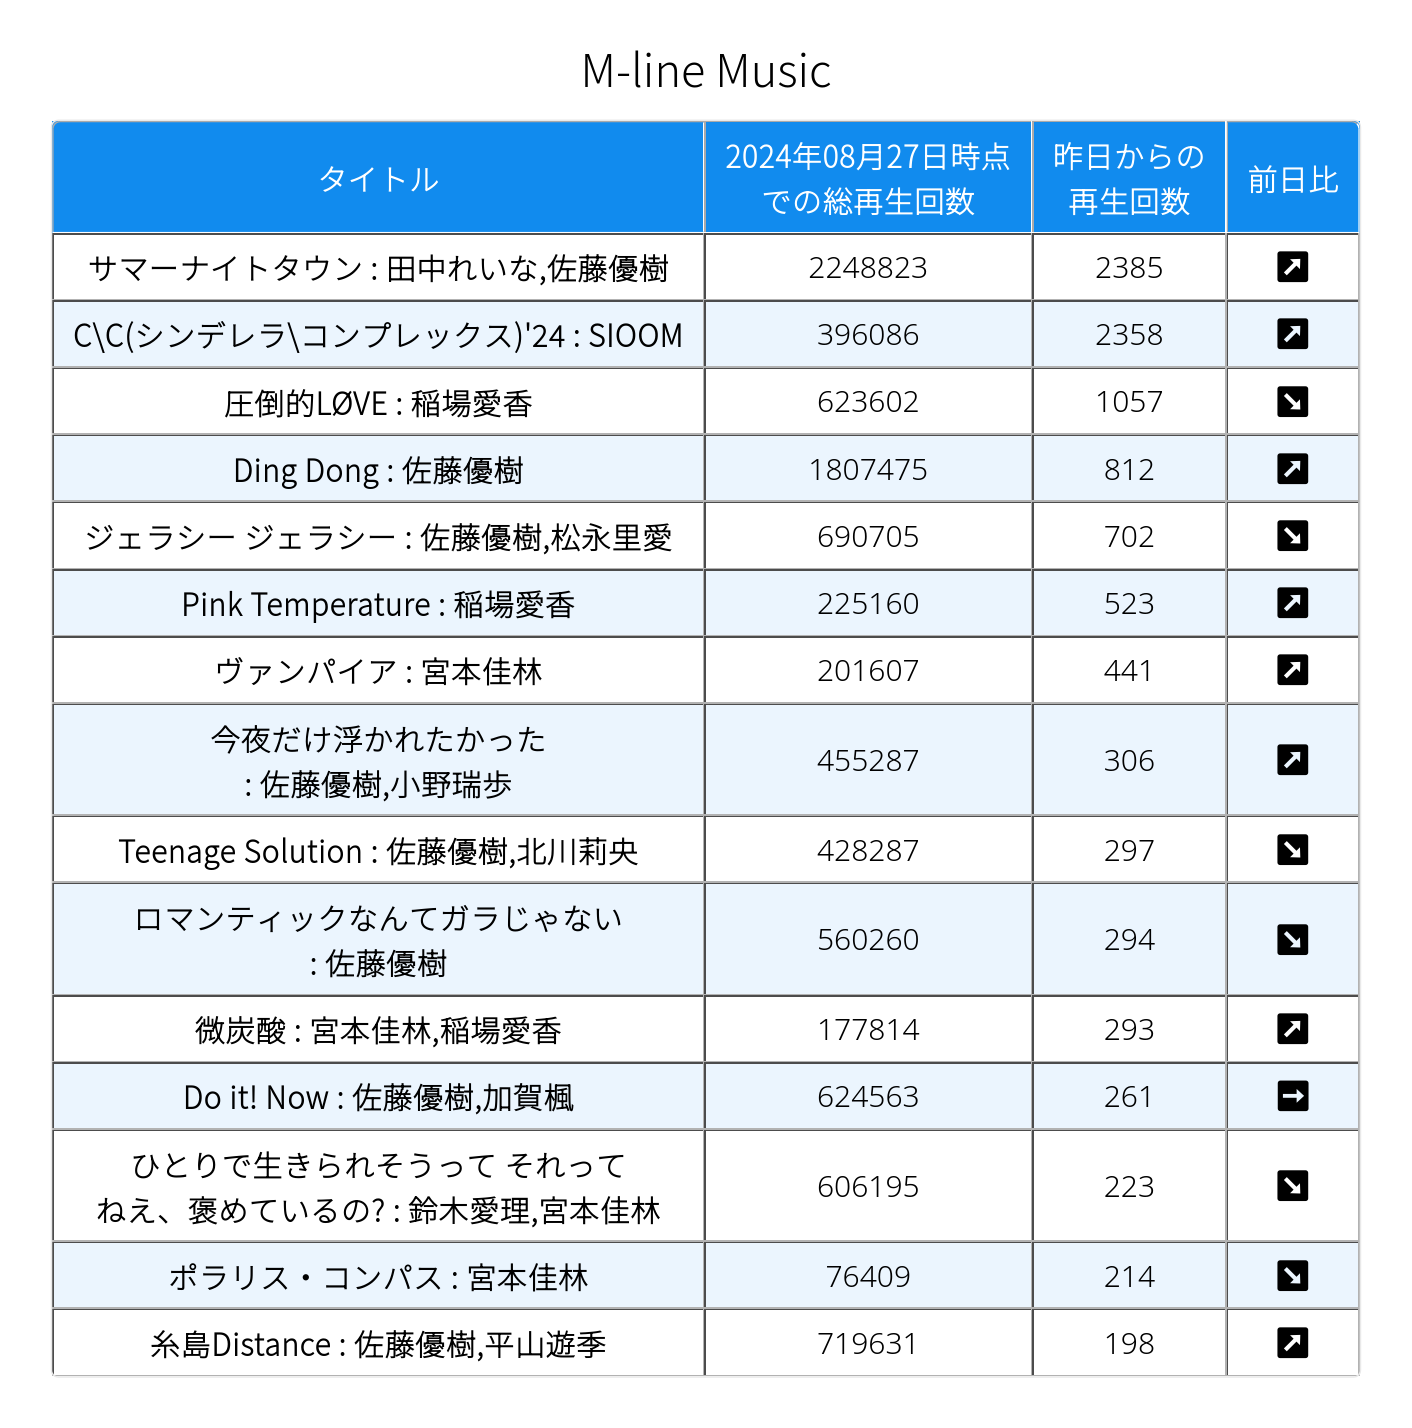 M-line Music
タイトル 2024年08月27日時点 昨日からの 前日比
での総再生回数 再生回数
サマーナイトタウン : 田中れいな,佐藤優樹 2248823 2385
C\C(シンデレラ\コンプレックス)'24 : SIOOM 396086 2358
圧倒的LØVE : 稲場愛香 623602 1057
Ding Dong : 佐藤優樹 1807475 812
ジェラシー ジェラシー : 佐藤優樹,松永里愛 690705 702
Pink Temperature : 稲場愛香 225160 523
ヴァンパイア : 宮本佳林 201607 441
今夜だけ浮かれたかった
: 佐藤優樹,小野瑞歩 455287 306
Teenage Solution : 佐藤優樹,北川莉央 428287 297
ロマンティックなんてガラじゃない
: 佐藤優樹 560260 294
微炭酸 : 宮本佳林,稲場愛香 177814 293
Do it! Now : 佐藤優樹,加賀楓 624563 261
ひとりで生きられそうって それって
ねえ、褒めているの? : 鈴木愛理,宮本佳林 606195 223
ポラリス・コンパス : 宮本佳林 76409 214
糸島Distance : 佐藤優樹,平山遊季 719631 198